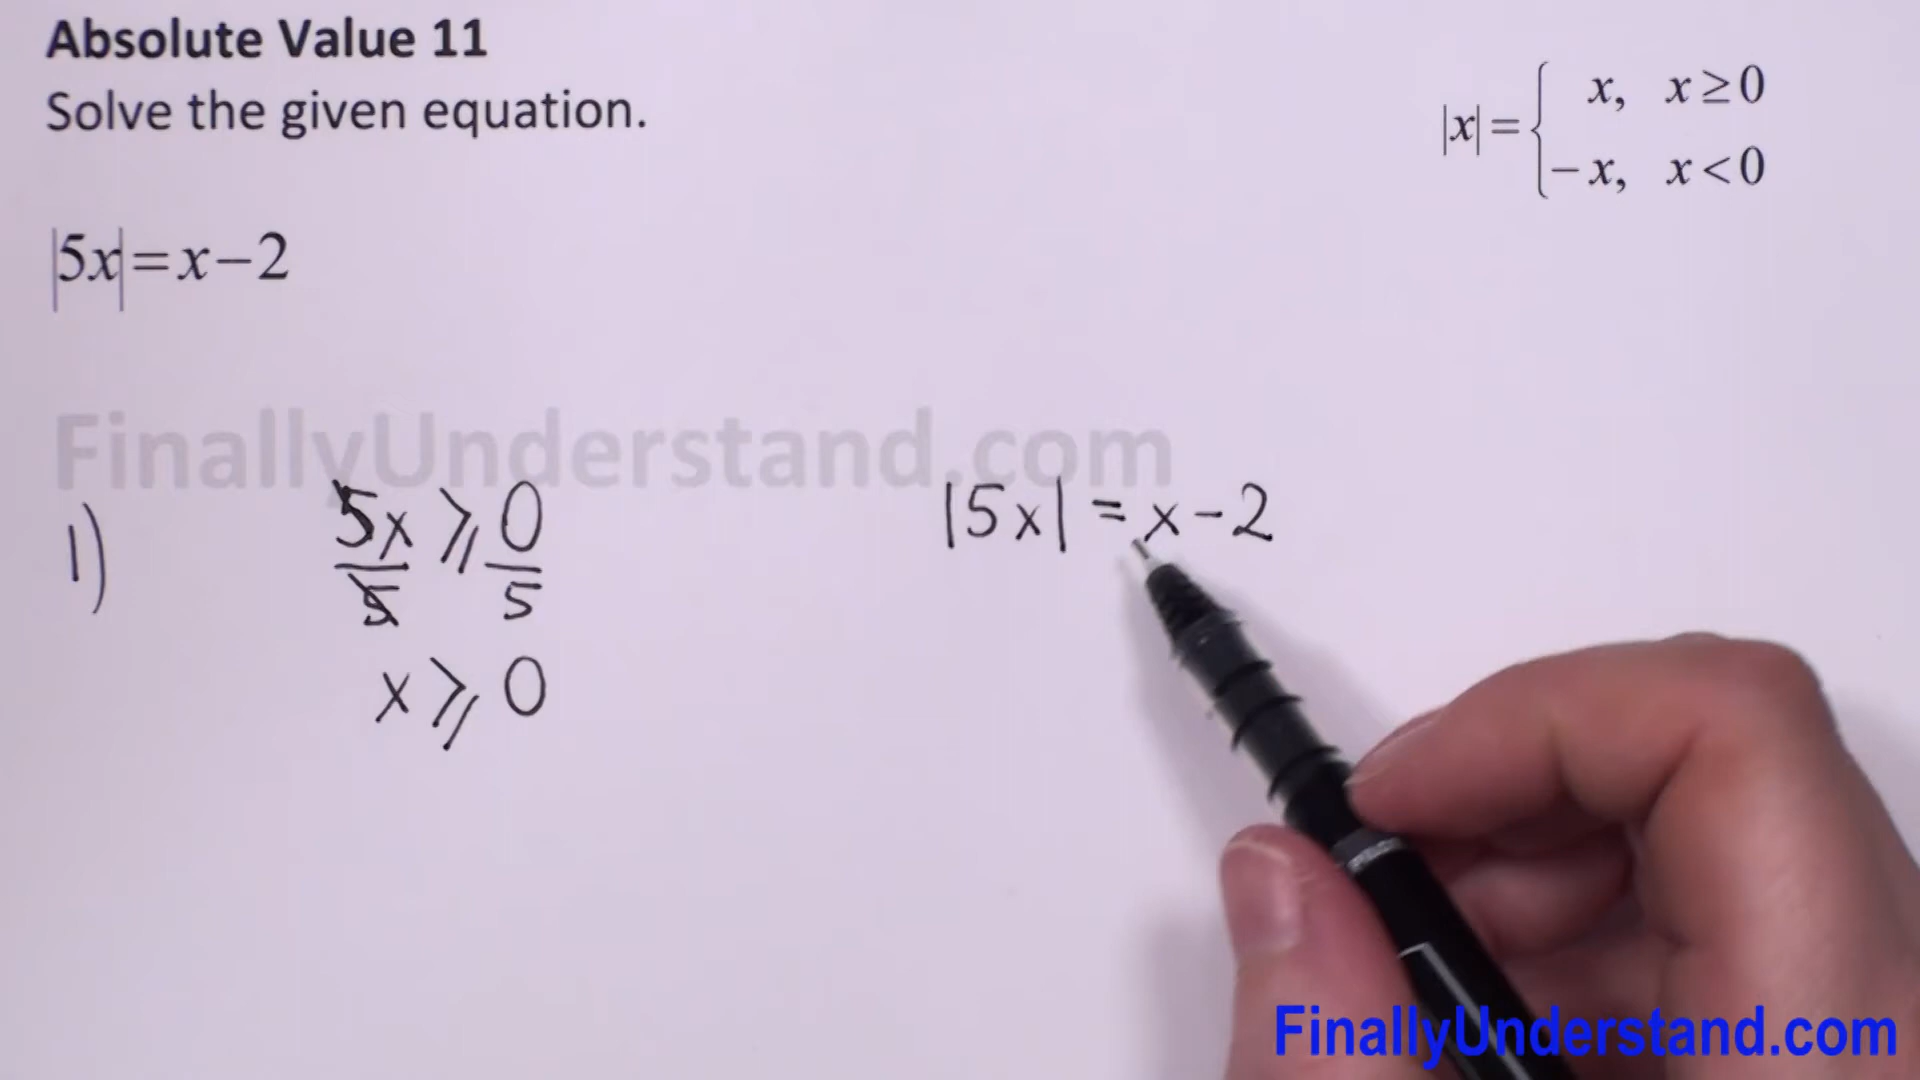 Absolute Value 11
Solve the given equation.
|x| = { x, x ≥ 0
-x, x < 0
|5x| = x - 2
FinallyUnderstand.com
1) 5x/5 ⩾ 0/5
x ⩾ 0
|5x| = x - 2
FinallyUnderstand.com